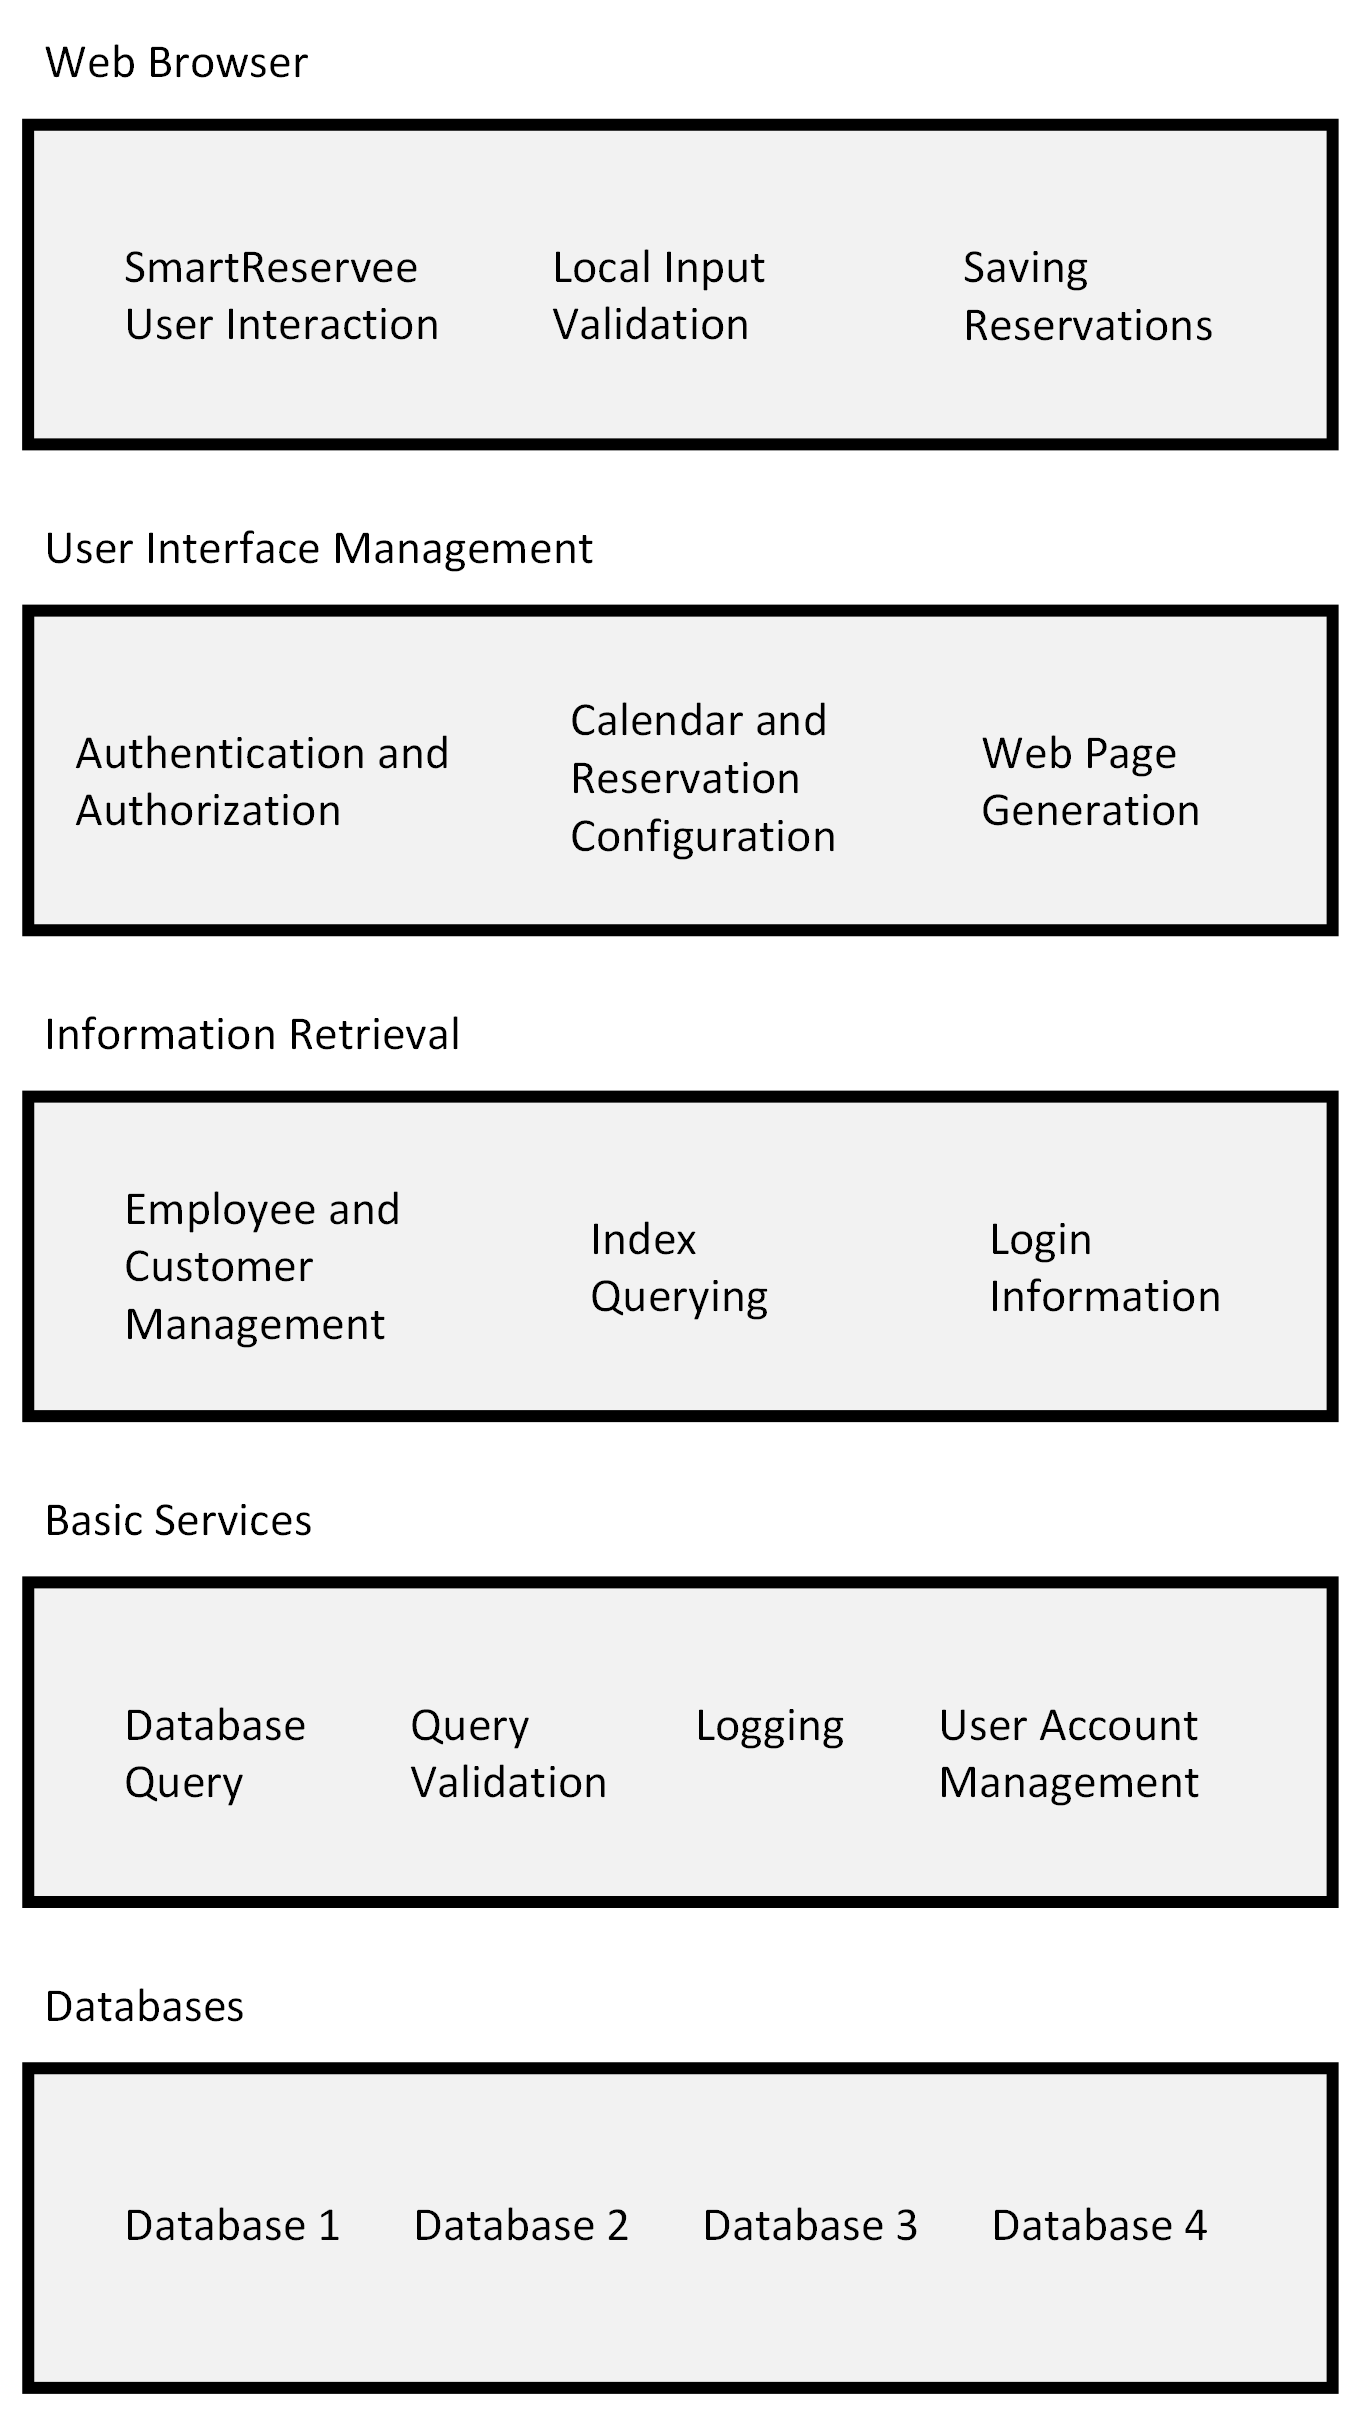 Web Browser
SmartReservee
User Interaction
Local Input
Validation
Saving
Reservations
User Interface Management
Authentication and
Authorization
Calendar and
Reservation
Configuration
Web Page
Generation
Information Retrieval
Employee and
Customer
Management
Index
Querying
Login
Information
Basic Services
Database
Query
Query
Validation
Logging
User Account
Management
Databases
Database 1
Database 2
Database 3
Database 4